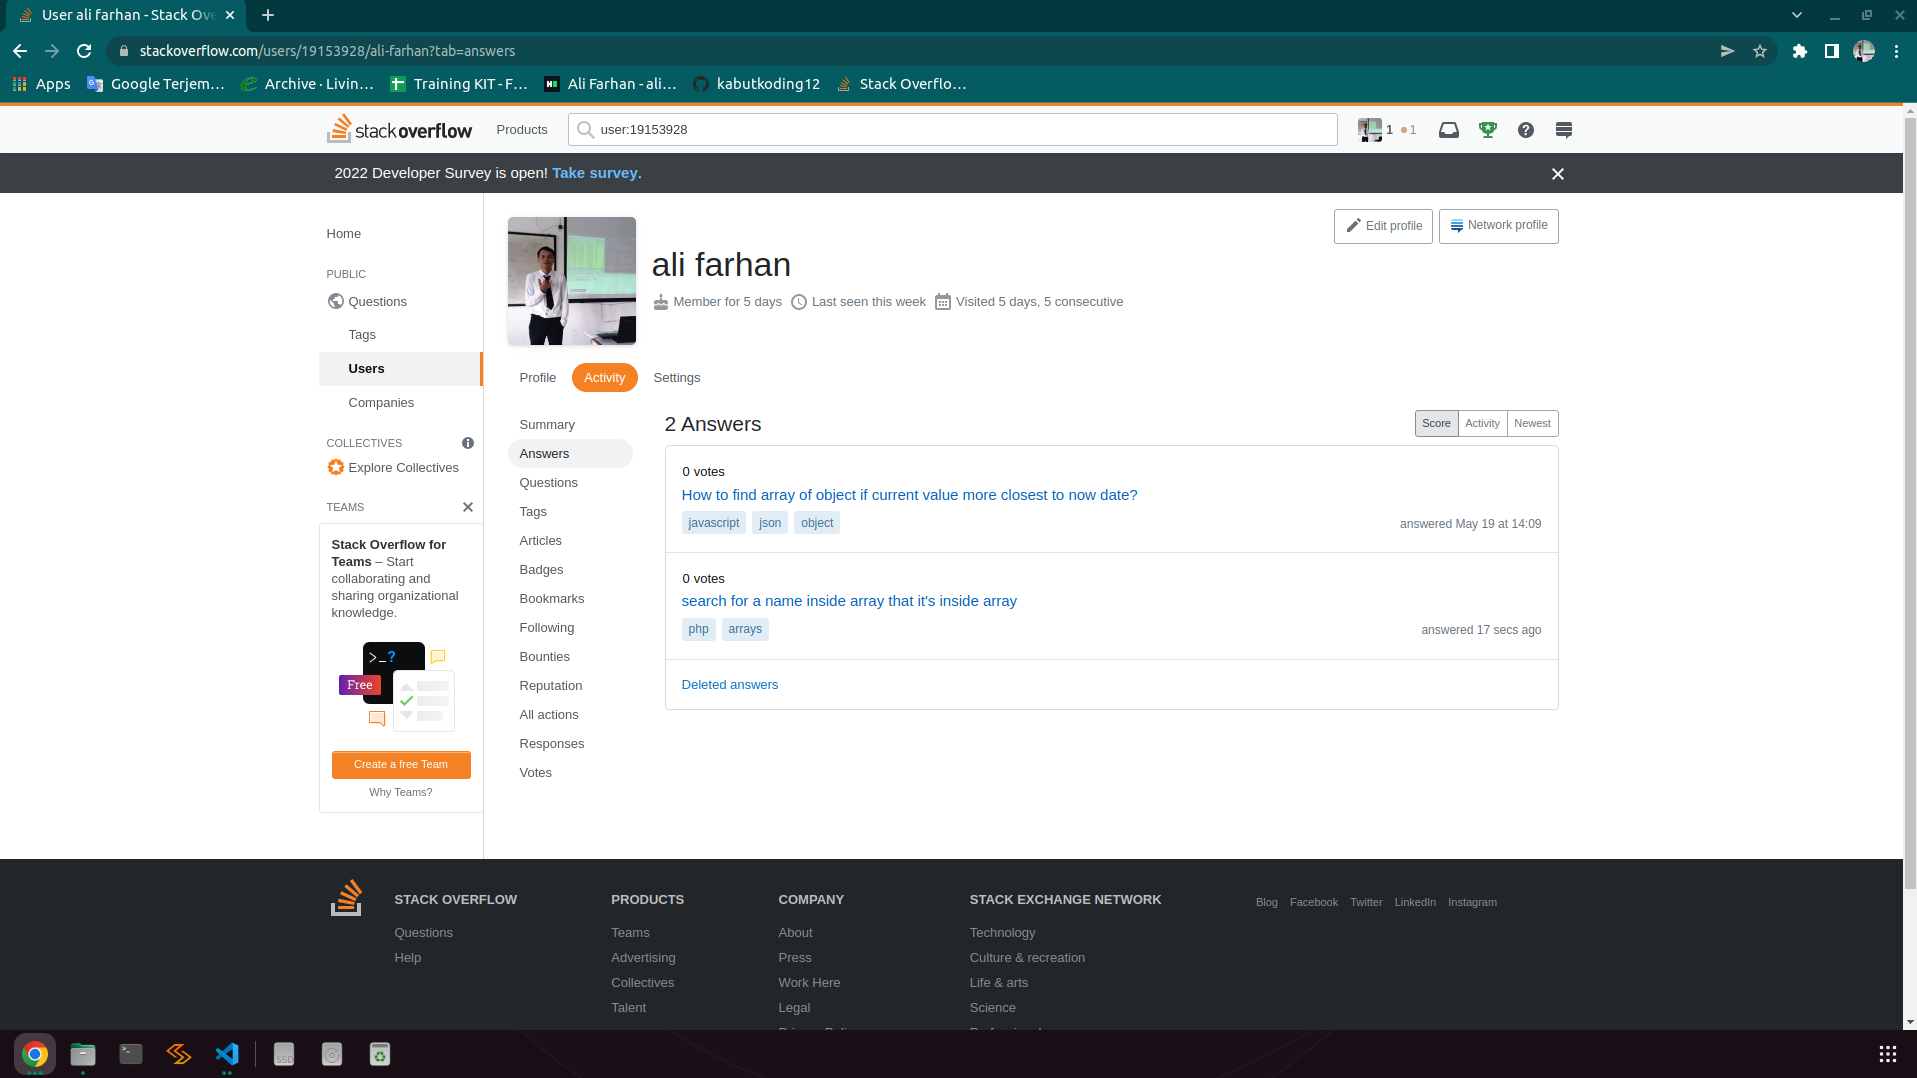 User ali farhan - Stack Ove
stackoverflow.com/users/19153928/ali-farhan?tab=answers
Apps
Google Terjem…
Archive · Livin…
Training KIT - F…
Ali Farhan - ali…
kabutkoding12
Stack Overflo…
stackoverflow
Products
user:19153928
1
1
2022 Developer Survey is open! Take survey.
Home
PUBLIC
Questions
Tags
Users
Companies
COLLECTIVES
Explore Collectives
TEAMS
Stack Overflow for
Teams – Start
collaborating and
sharing organizational
knowledge.
>_?
Free
Create a free Team
Why Teams?
Edit profile
Network profile
ali farhan
Member for 5 days
Last seen this week
Visited 5 days, 5 consecutive
Profile
Activity
Settings
Summary
Answers
Questions
Tags
Articles
Badges
Bookmarks
Following
Bounties
Reputation
All actions
Responses
Votes
2 Answers
Score
Activity
Newest
0 votes
How to find array of object if current value more closest to now date?
javascript
json
object
answered May 19 at 14:09
0 votes
search for a name inside array that it's inside array
php
arrays
answered 17 secs ago
Deleted answers
STACK OVERFLOW
Questions
Help
PRODUCTS
Teams
Advertising
Collectives
Talent
COMPANY
About
Press
Work Here
Legal
STACK EXCHANGE NETWORK
Technology
Culture & recreation
Life & arts
Science
Blog
Facebook
Twitter
LinkedIn
Instagram
SSD